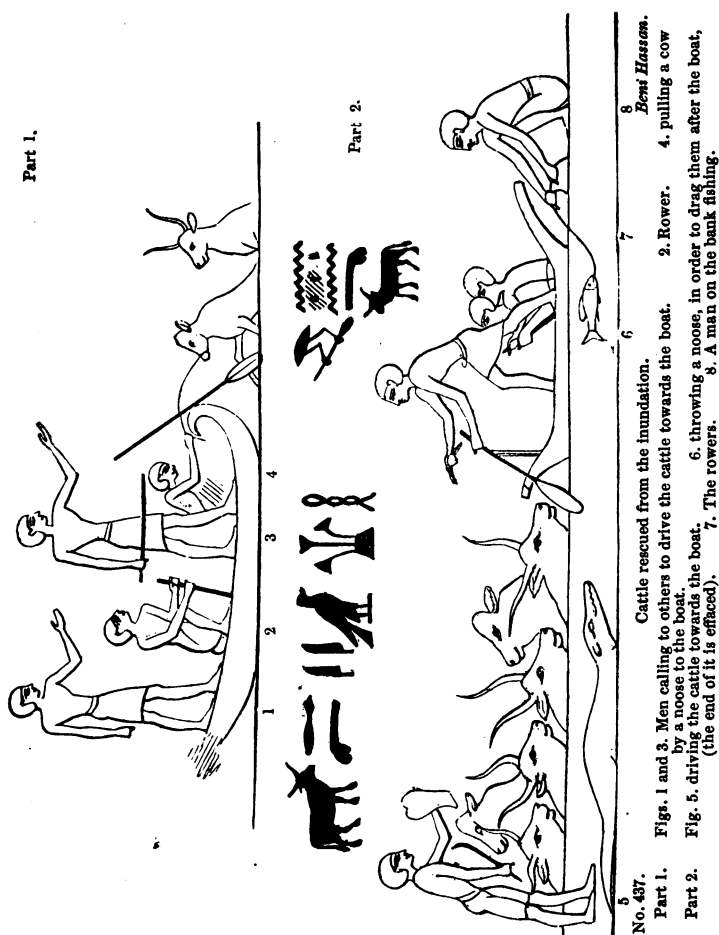 Part 1.
1 2 3 4
Part 2.
5 6 7 8
No. 437. Cattle rescued from the inundation. Beni Hassan.
Part 1. Figs. 1 and 3. Men calling to others to drive the cattle towards the boat. 2. Rower. 4. pulling a cow
by a noose to the boat.
Part 2. Fig. 5. driving the cattle towards the boat. 6. throwing a noose, in order to drag them after the boat,
(the end of it is effaced). 7. The rowers. 8. A man on the bank fishing.